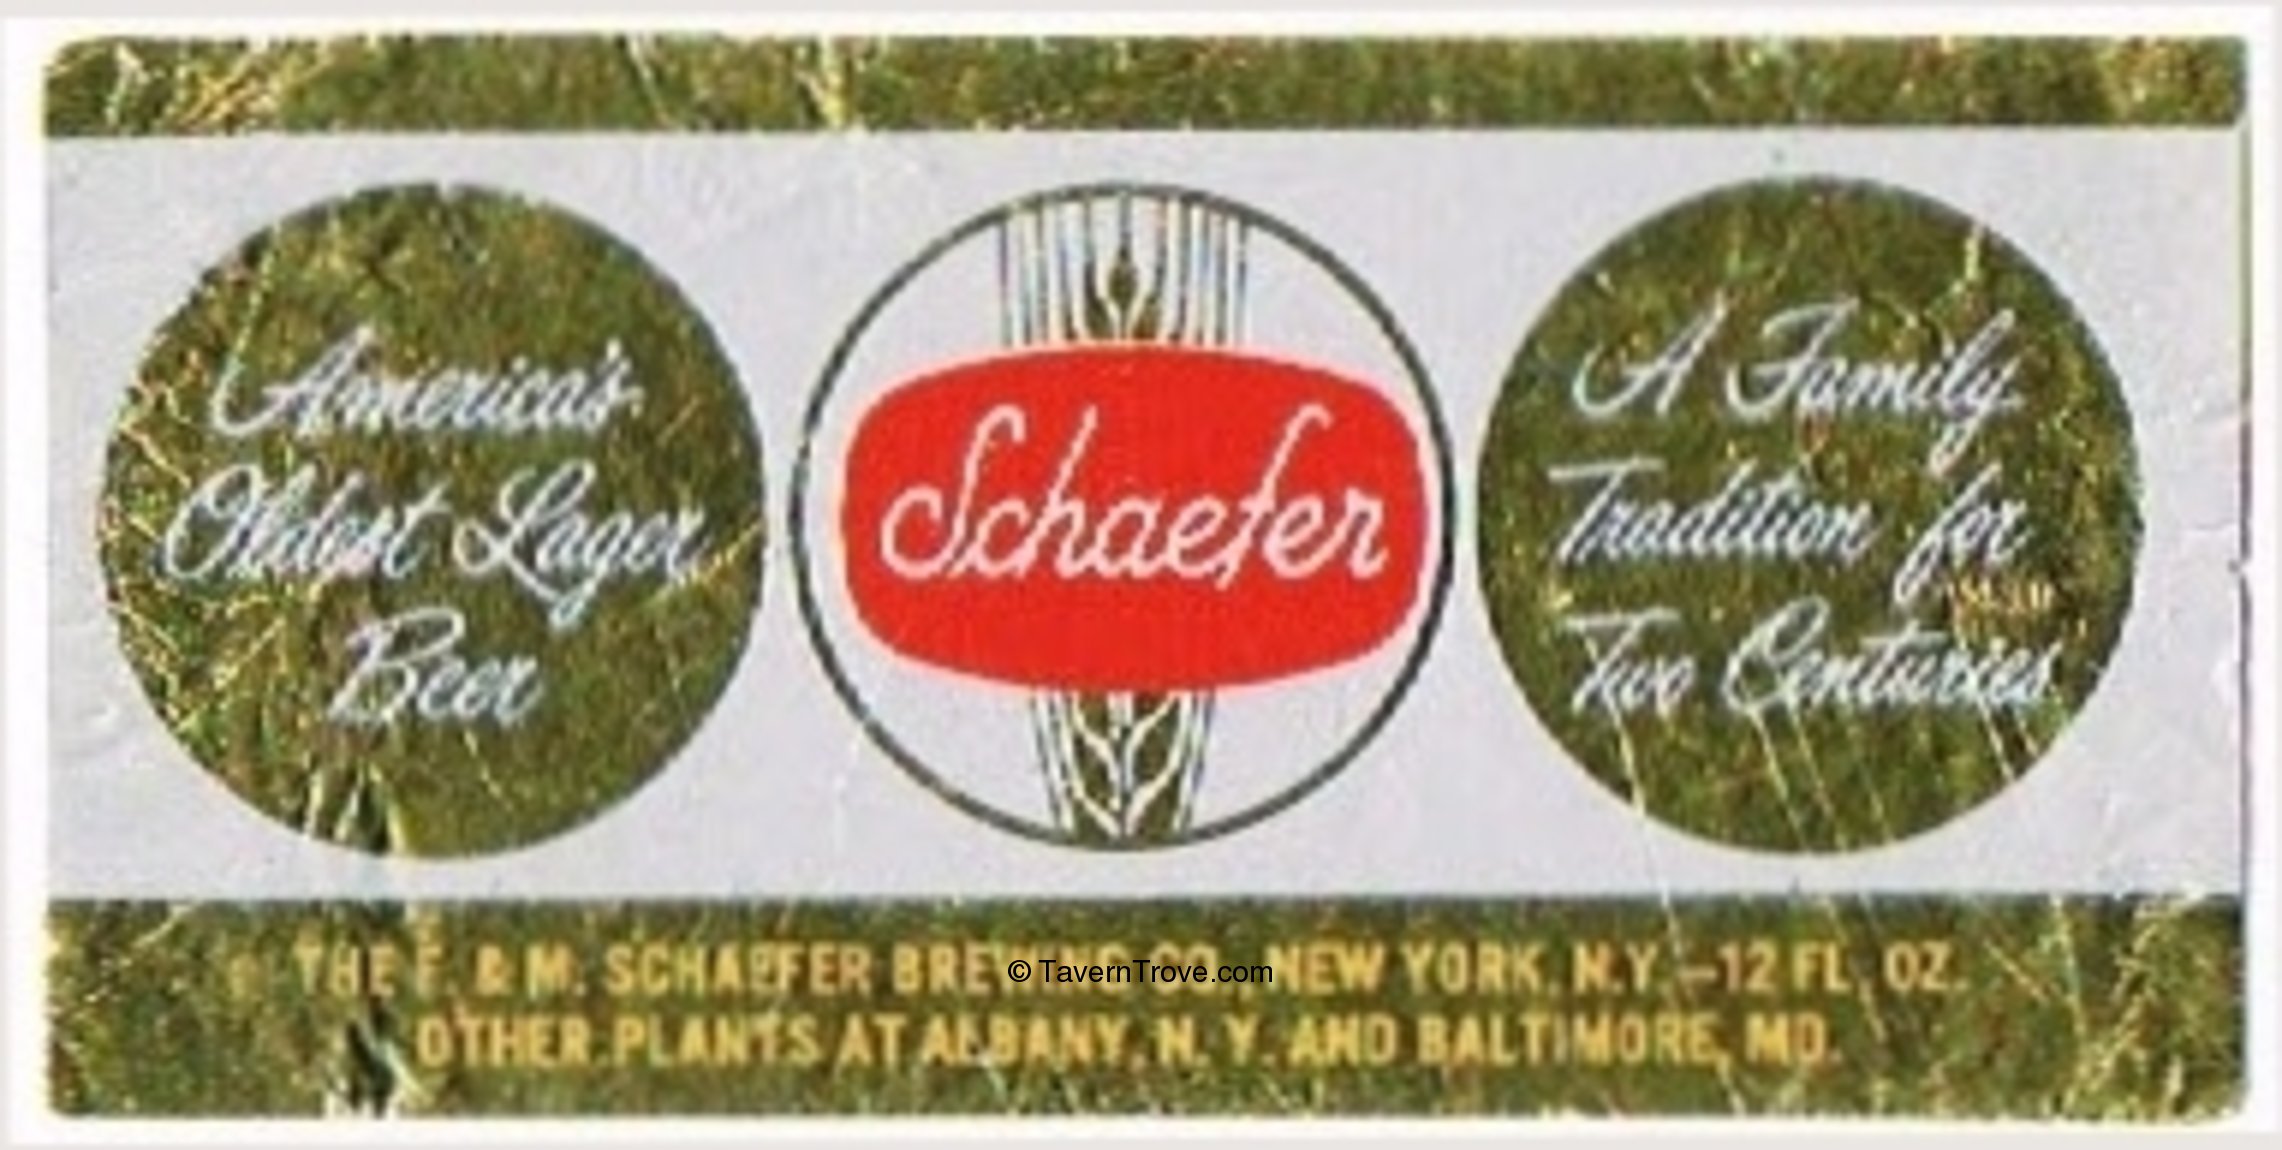 America's
Oldest Lager
Beer
Schaefer
A Family
Tradition for
Two Centuries
THE F. & M. SCHAEFER BREWING CO., NEW YORK, N.Y.–12 FL. OZ.
OTHER PLANTS AT ALBANY, N. Y. AND BALTIMORE, MD.
© TavernTrove.com